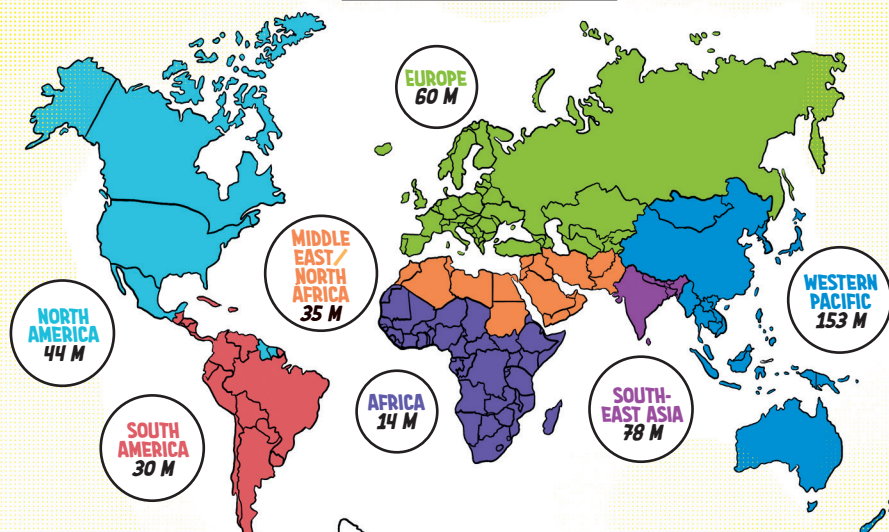 EUROPE
60 M
MIDDLE
EAST/
NORTH
AFRICA
35 M
NORTH
AMERICA
44 M
WESTERN
PACIFIC
153 M
AFRICA
14 M
SOUTH-
EAST ASIA
78 M
SOUTH
AMERICA
30 M